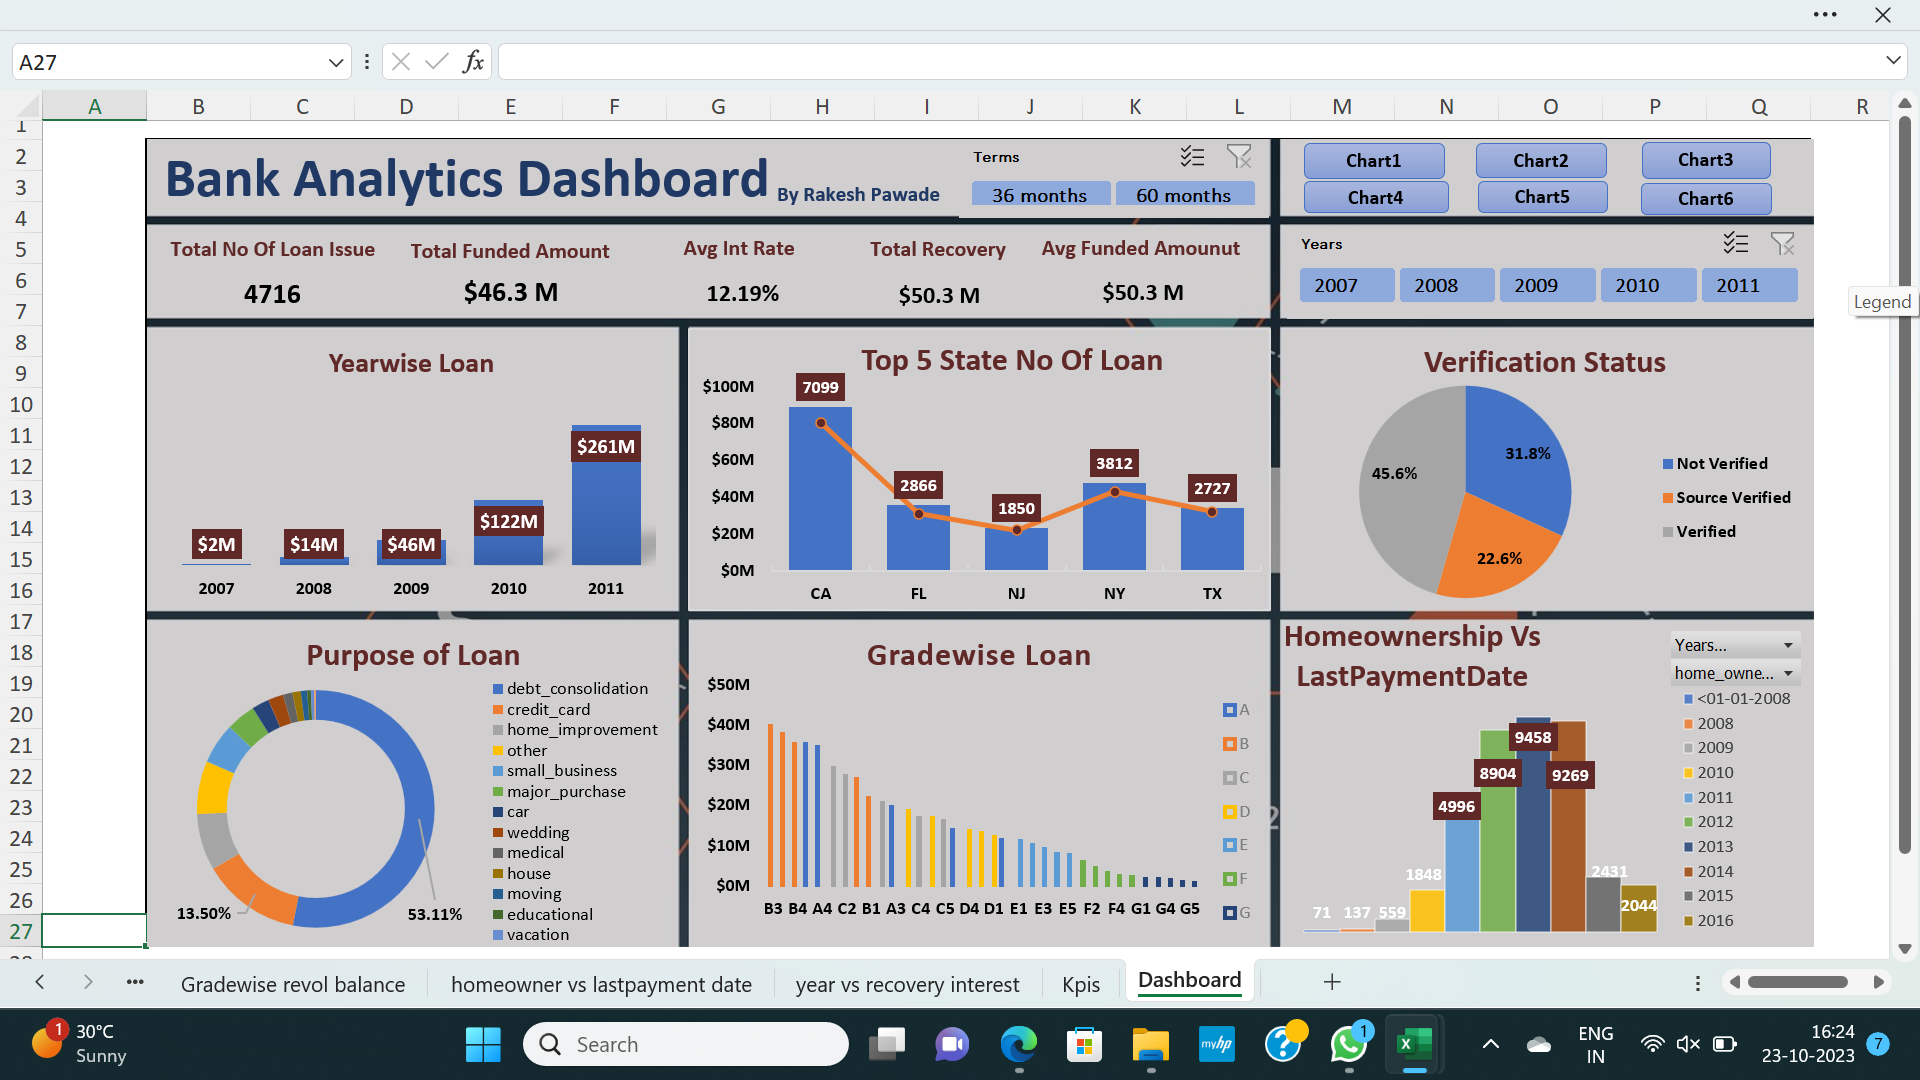 A27
fx
A B C D E F G H I J K L M N O P Q R
1
2
3
4
5
6
7
8
9
10
11
12
13
14
15
16
17
18
19
20
21
22
23
24
25
26
27
Bank Analytics Dashboard By Rakesh Pawade
Terms
36 months 60 months
Chart1 Chart2 Chart3
Chart4 Chart5 Chart6
Total No Of Loan Issue Total Funded Amount Avg Int Rate Total Recovery Avg Funded Amounut
4716 $46.3 M 12.19% $50.3 M $50.3 M
Years
2007 2008 2009 2010 2011
Legend
Yearwise Loan
$2M $14M $46M $122M $261M
2007 2008 2009 2010 2011
Top 5 State No Of Loan
$100M
$80M
$60M
$40M
$20M
$0M
7099 2866 1850 3812 2727
CA FL NJ NY TX
Verification Status
31.8%
45.6%
22.6%
Not Verified
Source Verified
Verified
Purpose of Loan
13.50%
53.11%
debt_consolidation
credit_card
home_improvement
other
small_business
major_purchase
car
wedding
medical
house
moving
educational
vacation
Gradewise Loan
$50M
$40M
$30M
$20M
$10M
$0M
B3 B4 A4 C2 B1 A3 C4 C5 D4 D1 E1 E3 E5 F2 F4 G1 G4 G5
A
B
C
D
E
F
G
Homeownership Vs
LastPaymentDate
Years...
home_owne...
71 137 559 1848 4996 8904 9458 9269 2431 2044
<01-01-2008
2008
2009
2010
2011
2012
2013
2014
2015
2016
Gradewise revol balance homeowner vs lastpayment date year vs recovery interest Kpis Dashboard
1
30°C
Sunny
Search
myhp
1
ENG
IN
16:24
23-10-2023
7